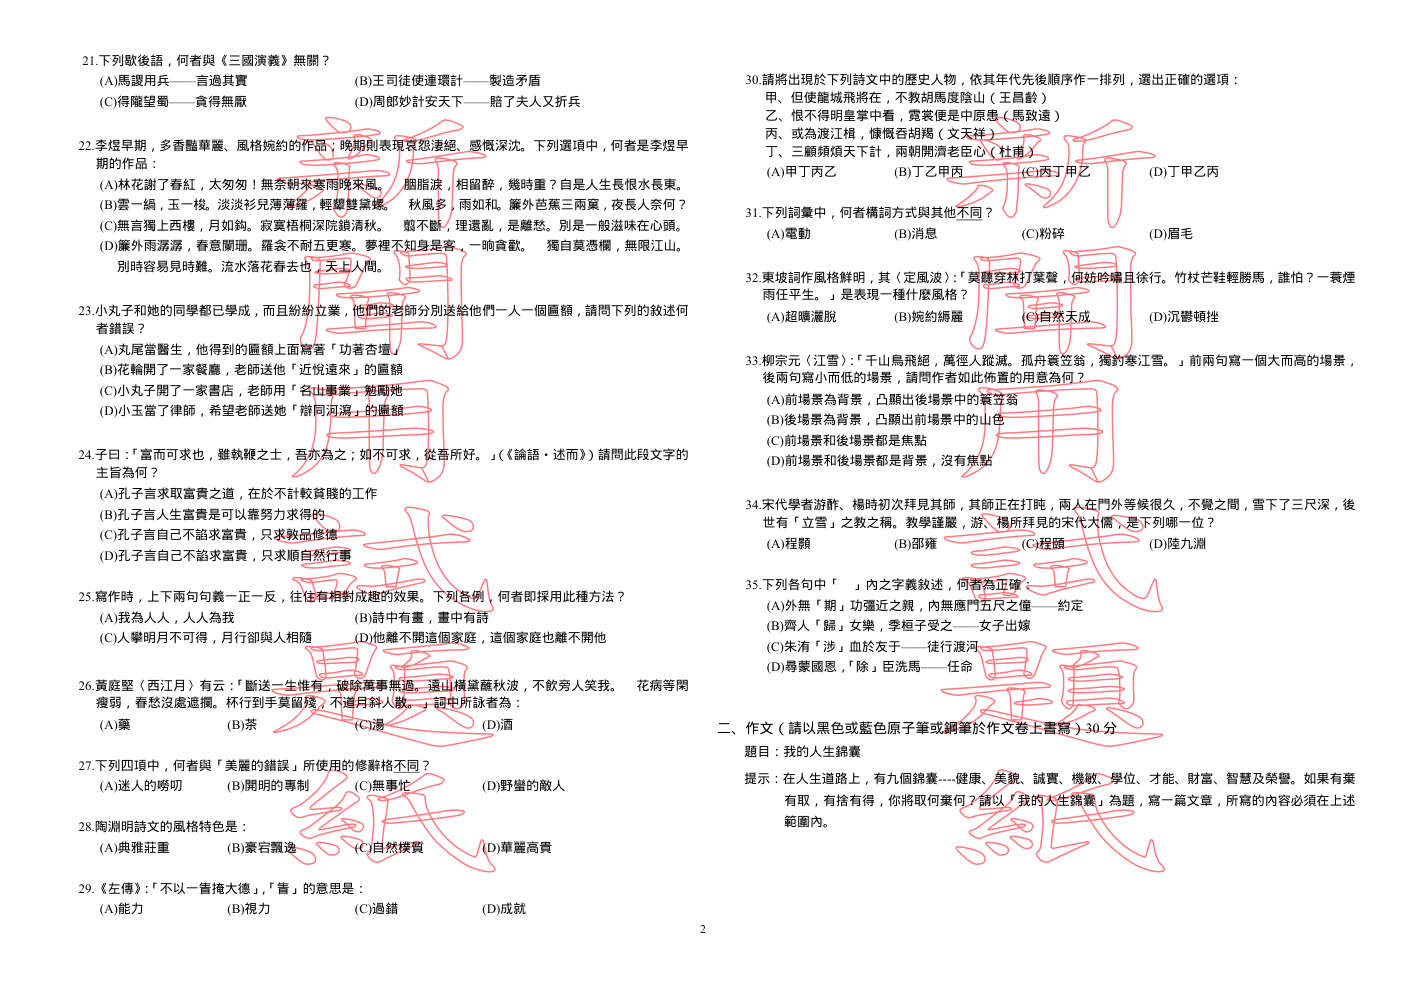 21.下列歇後語，何者與《三國演義》無關？
(A)馬謖用兵——言過其實 (B)王司徒使連環計——製造矛盾
(C)得隴望蜀——貪得無厭 (D)周郎妙計安天下——賠了夫人又折兵
22.李煜早期，多香豔華麗、風格婉約的作品；晚期則表現哀怨淒絕、感慨深沈。下列選項中，何者是李煜早
期的作品：
(A)林花謝了春紅，太匆匆！無奈朝來寒雨晚來風。 胭脂淚，相留醉，幾時重？自是人生長恨水長東。
(B)雲一緺，玉一梭。淡淡衫兒薄薄羅，輕顰雙黛螺。 秋風多，雨如和。簾外芭蕉三兩窠，夜長人奈何？
(C)無言獨上西樓，月如鈎。寂寞梧桐深院鎖清秋。 翦不斷，理還亂，是離愁。別是一般滋味在心頭。
(D)簾外雨潺潺，春意闌珊。羅衾不耐五更寒。夢裡不知身是客，一晌貪歡。 獨自莫憑欄，無限江山。
別時容易見時難。流水落花春去也，天上人間。
23.小丸子和她的同學都已學成，而且紛紛立業，他們的老師分別送給他們一人一個匾額，請問下列的敘述何
者錯誤？
(A)丸尾當醫生，他得到的匾額上面寫著「功著杏壇」
(B)花輪開了一家餐廳，老師送他「近悅遠來」的匾額
(C)小丸子開了一家書店，老師用「名山事業」勉勵她
(D)小玉當了律師，希望老師送她「辯同河瀉」的匾額
24.子曰：「富而可求也，雖執鞭之士，吾亦為之；如不可求，從吾所好。」（《論語‧述而》）請問此段文字的
主旨為何？
(A)孔子言求取富貴之道，在於不計較貧賤的工作
(B)孔子言人生富貴是可以靠努力求得的
(C)孔子言自己不諂求富貴，只求敦品修德
(D)孔子言自己不諂求富貴，只求順自然行事
25.寫作時，上下兩句句義一正一反，往往有相對成趣的效果。下列各例，何者即採用此種方法？
(A)我為人人，人人為我 (B)詩中有畫，畫中有詩
(C)人攀明月不可得，月行卻與人相隨 (D)他離不開這個家庭，這個家庭也離不開他
26.黃庭堅〈西江月〉有云：「斷送一生惟有，破除萬事無過。遠山橫黛蘸秋波，不飲旁人笑我。 花病等閑
瘦弱，春愁沒處遮攔。杯行到手莫留殘，不道月斜人散。」詞中所詠者為：
(A)藥 (B)茶 (C)湯 (D)酒
27.下列四項中，何者與「美麗的錯誤」所使用的修辭格不同？
(A)迷人的嘮叨 (B)開明的專制 (C)無事忙 (D)野蠻的敵人
28.陶淵明詩文的風格特色是：
(A)典雅莊重 (B)豪宕飄逸 (C)自然樸質 (D)華麗高貴
29.《左傳》：「不以一眚掩大德」，「眚」的意思是：
(A)能力 (B)視力 (C)過錯 (D)成就
30.請將出現於下列詩文中的歷史人物，依其年代先後順序作一排列，選出正確的選項：
甲、但使龍城飛將在，不教胡馬度陰山（王昌齡）
乙、恨不得明皇掌中看，霓裳便是中原患（馬致遠）
丙、或為渡江楫，慷慨吞胡羯（文天祥）
丁、三顧頻煩天下計，兩朝開濟老臣心（杜甫）
(A)甲丁丙乙 (B)丁乙甲丙 (C)丙丁甲乙 (D)丁甲乙丙
31.下列詞彙中，何者構詞方式與其他不同？
(A)電動 (B)消息 (C)粉碎 (D)眉毛
32.東坡詞作風格鮮明，其〈定風波〉：「莫聽穿林打葉聲，何妨吟嘯且徐行。竹杖芒鞋輕勝馬，誰怕？一蓑煙
雨任平生。」是表現一種什麼風格？
(A)超曠灑脫 (B)婉約縟麗 (C)自然天成 (D)沉鬱頓挫
33.柳宗元〈江雪〉：「千山鳥飛絕，萬徑人蹤滅。孤舟簑笠翁，獨釣寒江雪。」前兩句寫一個大而高的場景，
後兩句寫小而低的場景，請問作者如此佈置的用意為何？
(A)前場景為背景，凸顯出後場景中的簑笠翁
(B)後場景為背景，凸顯出前場景中的山色
(C)前場景和後場景都是焦點
(D)前場景和後場景都是背景，沒有焦點
34.宋代學者游酢、楊時初次拜見其師，其師正在打盹，兩人在門外等候很久，不覺之間，雪下了三尺深，後
世有「立雪」之教之稱。教學謹嚴，游、楊所拜見的宋代大儒，是下列哪一位？
(A)程顥 (B)邵雍 (C)程頤 (D)陸九淵
35.下列各句中「 」內之字義敘述，何者為正確：
(A)外無「期」功彊近之親，內無應門五尺之僮——約定
(B)齊人「歸」女樂，季桓子受之——女子出嫁
(C)朱洧「涉」血於友于——徒行渡河
(D)尋蒙國恩，「除」臣洗馬——任命
二、作文（請以黑色或藍色原子筆或鋼筆於作文卷上書寫）30 分
題目：我的人生錦囊
提示：在人生道路上，有九個錦囊----健康、美貌、誠實、機敏、學位、才能、財富、智慧及榮譽。如果有棄
有取，有捨有得，你將取何棄何？請以「我的人生錦囊」為題，寫一篇文章，所寫的內容必須在上述
範圍內。
2
新聞用試題紙
新聞用試題紙